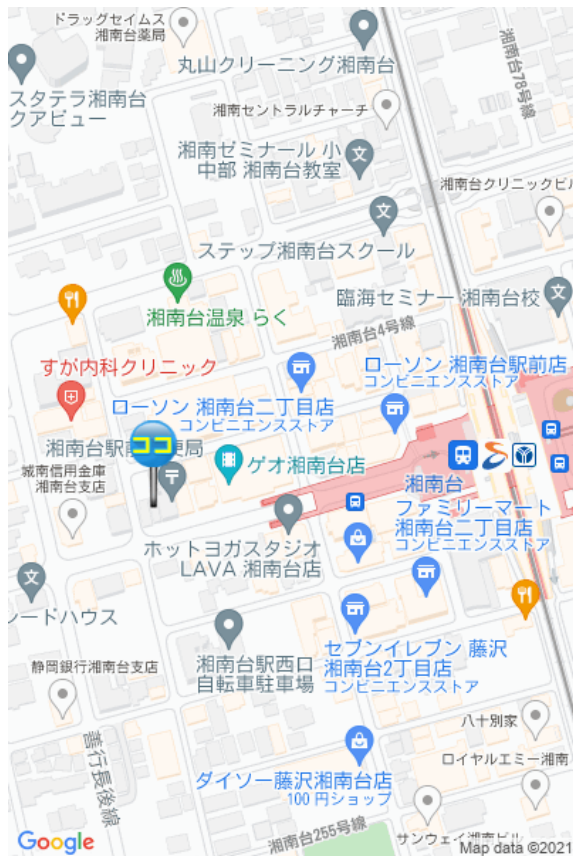 ドラッグセイムス
湘南台薬局
丸山クリーニング湘南台
湘南台78号線
スタテラ湘南台
クアビュー
湘南セントラルチャーチ
湘南ゼミナール 小
中部 湘南台教室
文
湘南台クリニックビル
文
ステップ湘南台スクール
臨海セミナー 湘南台校
文
湘南台温泉 らく
湘南台4号線
すが内科クリニック
ローソン 湘南台駅前店
コンビニエンスストア
ローソン 湘南台二丁目店
コンビニエンスストア
ココ
湘南台駅前
便局
城南信用金庫
湘南台支店
ゲオ湘南台店
湘南台
ファミリーマート
湘南台二丁目店
コンビニエンスストア
ホットヨガスタジオ
LAVA 湘南台店
文
シードハウス
セブンイレブン 藤沢
湘南台2丁目店
コンビニエンスストア
湘南台駅西口
自転車駐車場
静岡銀行湘南台支店
八十別家
善行長後線
ロイヤルエミー湘南
ダイソー藤沢湘南台店
100 円ショップ
湘南台255号線
サンウェイ湘南ビル
Google
Map data ©2021